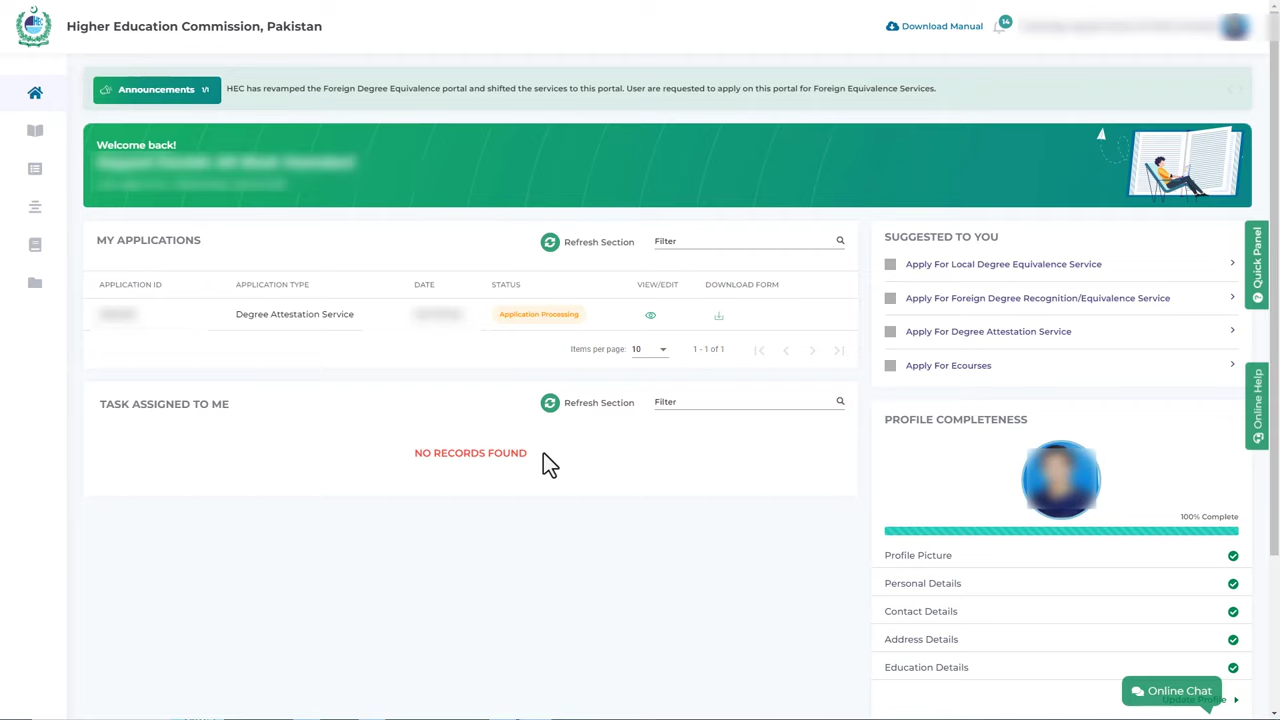 Higher Education Commission, Pakistan
Download Manual
14
Announcements 1/1
HEC has revamped the Foreign Degree Equivalence portal and shifted the services to this portal. User are requested to apply on this portal for Foreign Equivalence Services.
Welcome back!
MY APPLICATIONS
Refresh Section
Filter
APPLICATION ID APPLICATION TYPE DATE STATUS VIEW/EDIT DOWNLOAD FORM
Degree Attestation Service Application Processing
Items per page: 10 1 - 1 of 1
TASK ASSIGNED TO ME
Refresh Section
Filter
NO RECORDS FOUND
SUGGESTED TO YOU
Apply For Local Degree Equivalence Service
Apply For Foreign Degree Recognition/Equivalence Service
Apply For Degree Attestation Service
Apply For Ecourses
PROFILE COMPLETENESS
100% Complete
Profile Picture
Personal Details
Contact Details
Address Details
Education Details
Update Profile
Online Chat
Quick Panel
Online Help